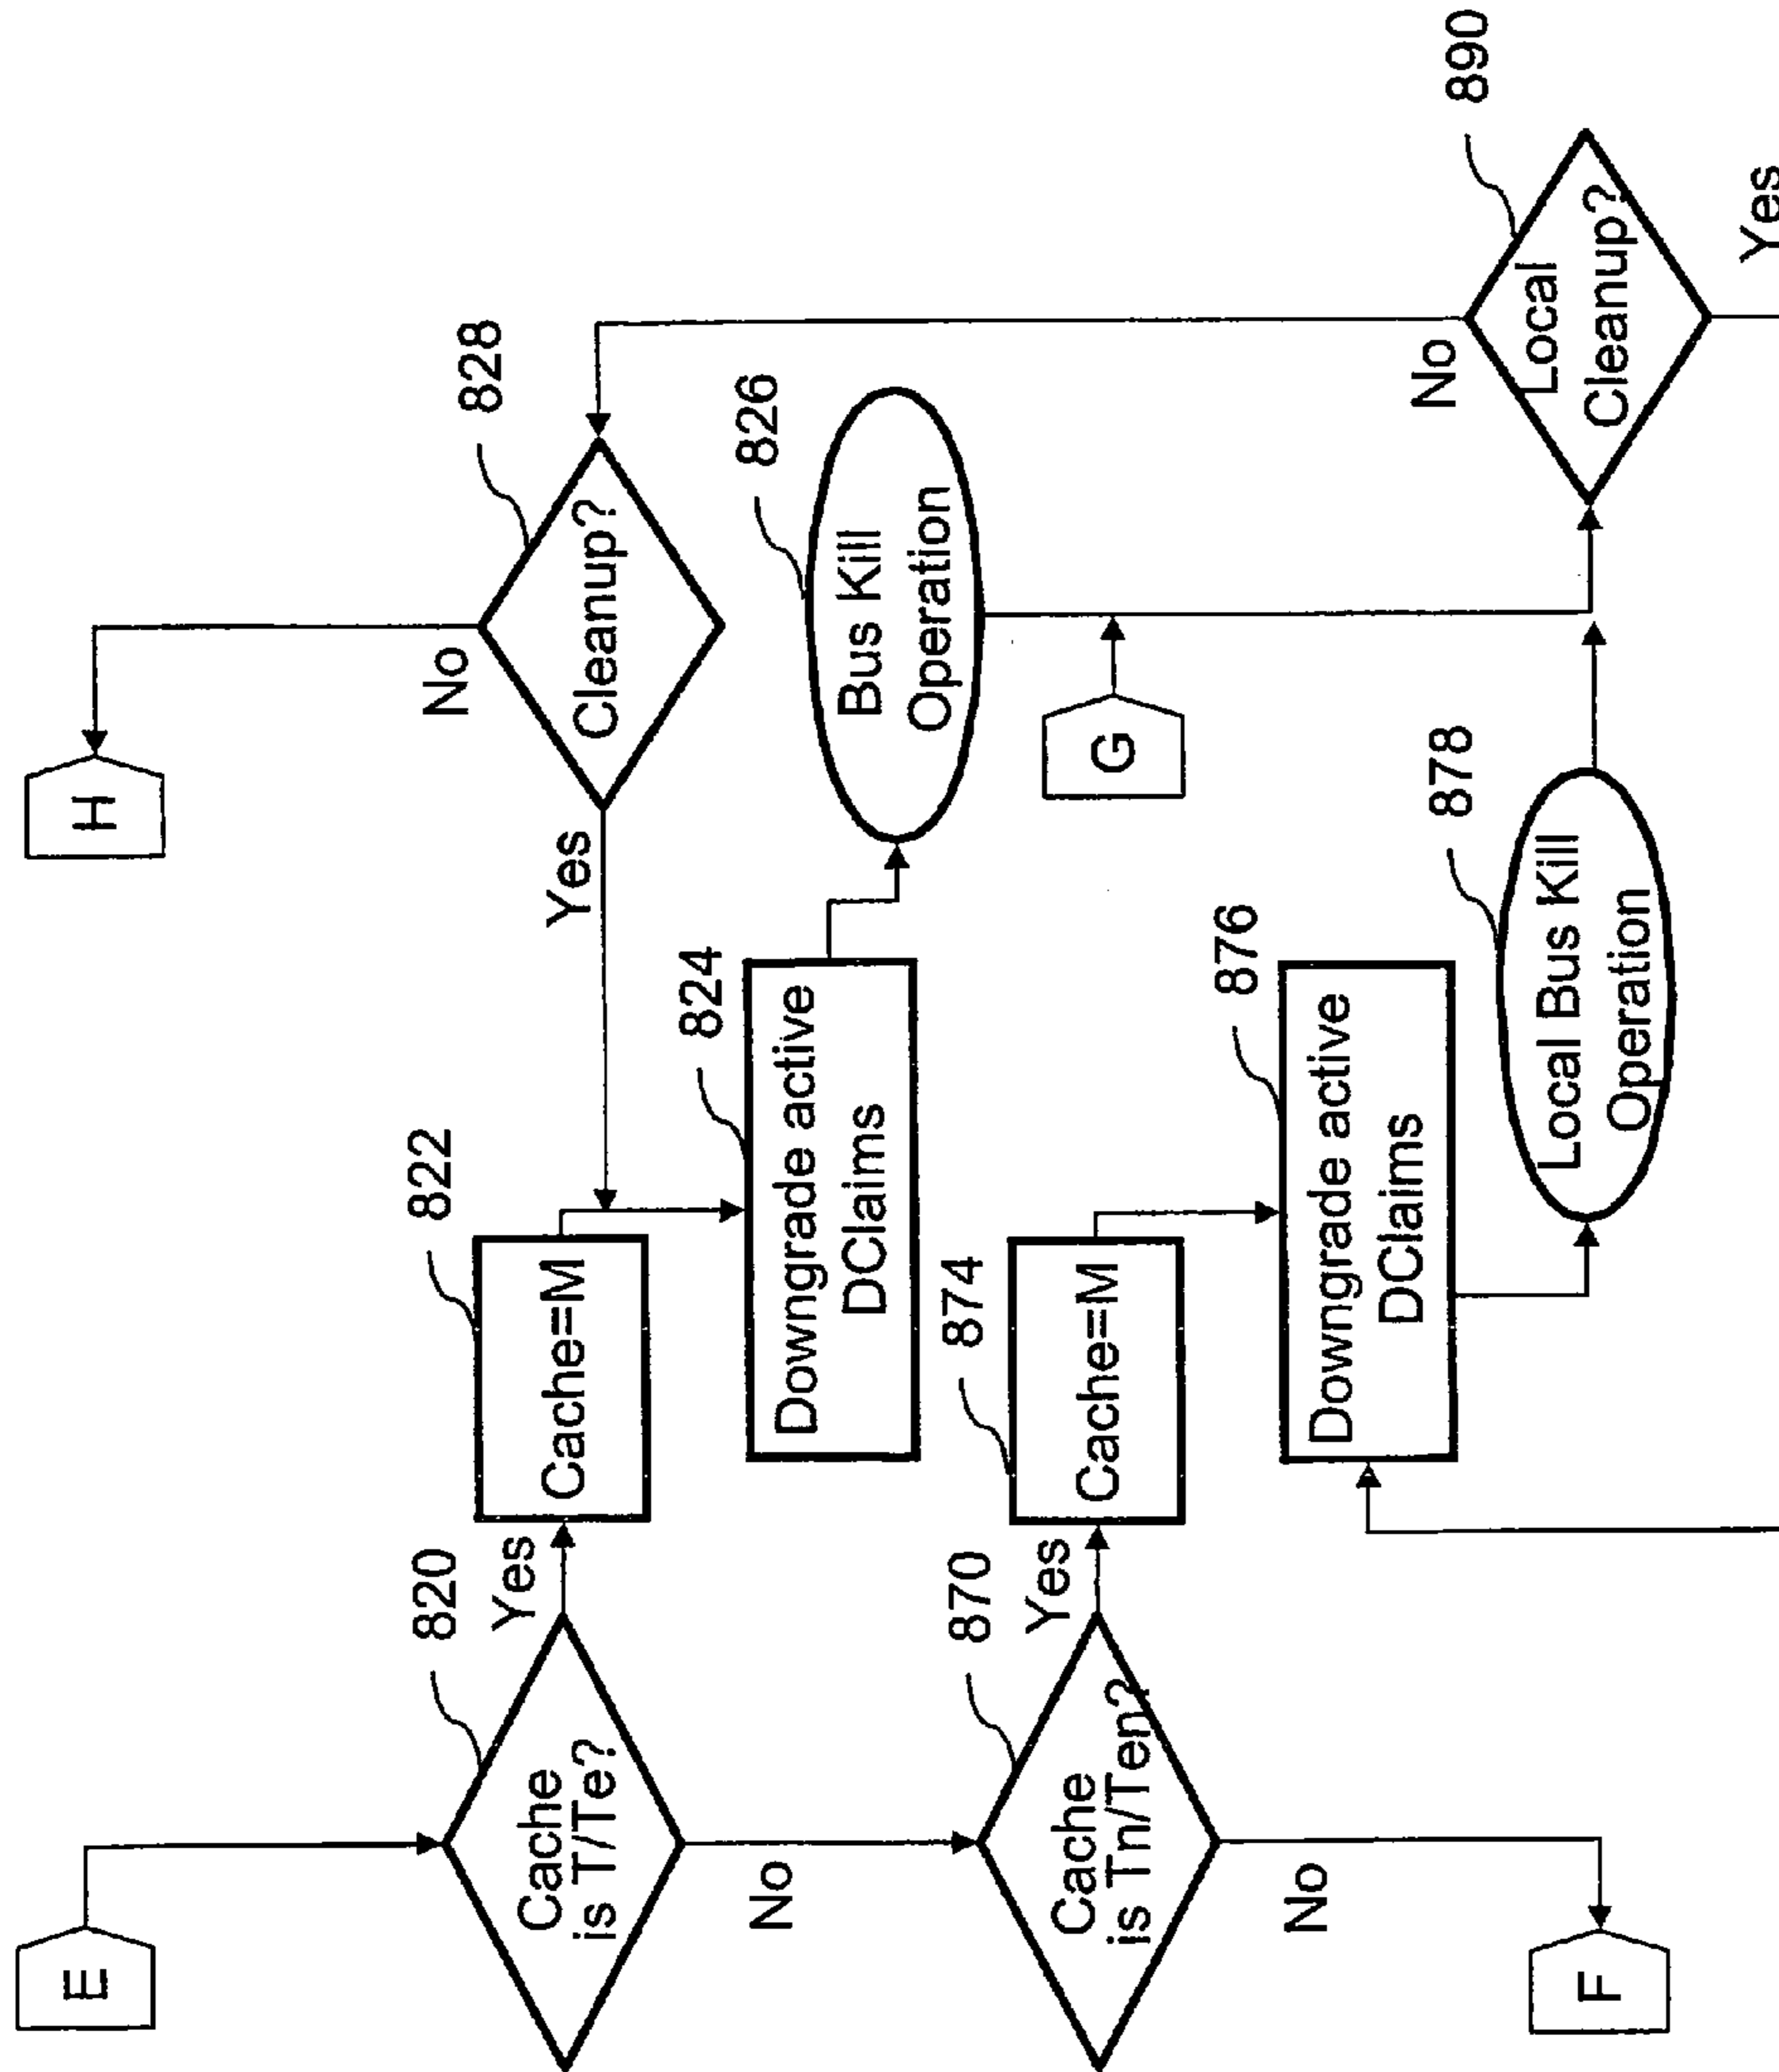 E
820
Cache
is T/Te?
Yes
No
822
Cache=M
824
Downgrade active
DClaims
826
Bus Kill
Operation
828
Cleanup?
Yes
No
H
870
Cache
is Tn/Ten?
Yes
No
F
874
Cache=M
876
Downgrade active
DClaims
878
Local Bus Kill
Operation
G
890
Local
Cleanup?
No
Yes